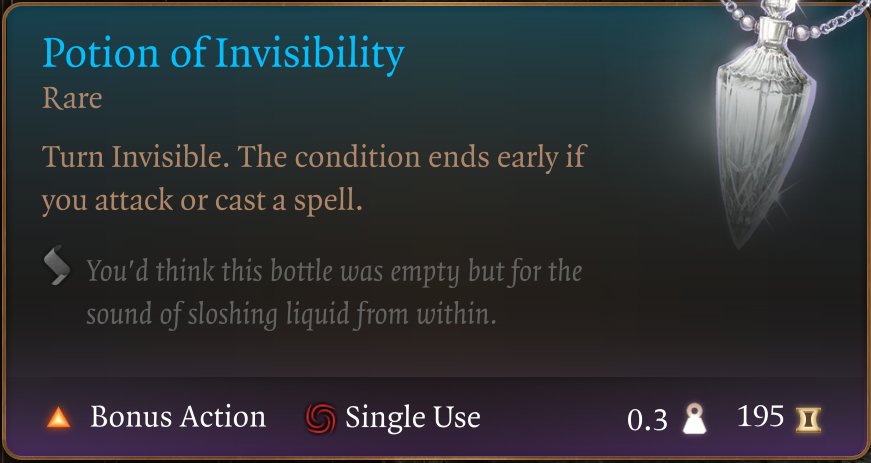 Potion of Invisibility
Rare
Turn Invisible. The condition ends early if
you attack or cast a spell.
You'd think this bottle was empty but for the
sound of sloshing liquid from within.
Bonus Action Single Use 0.3 195